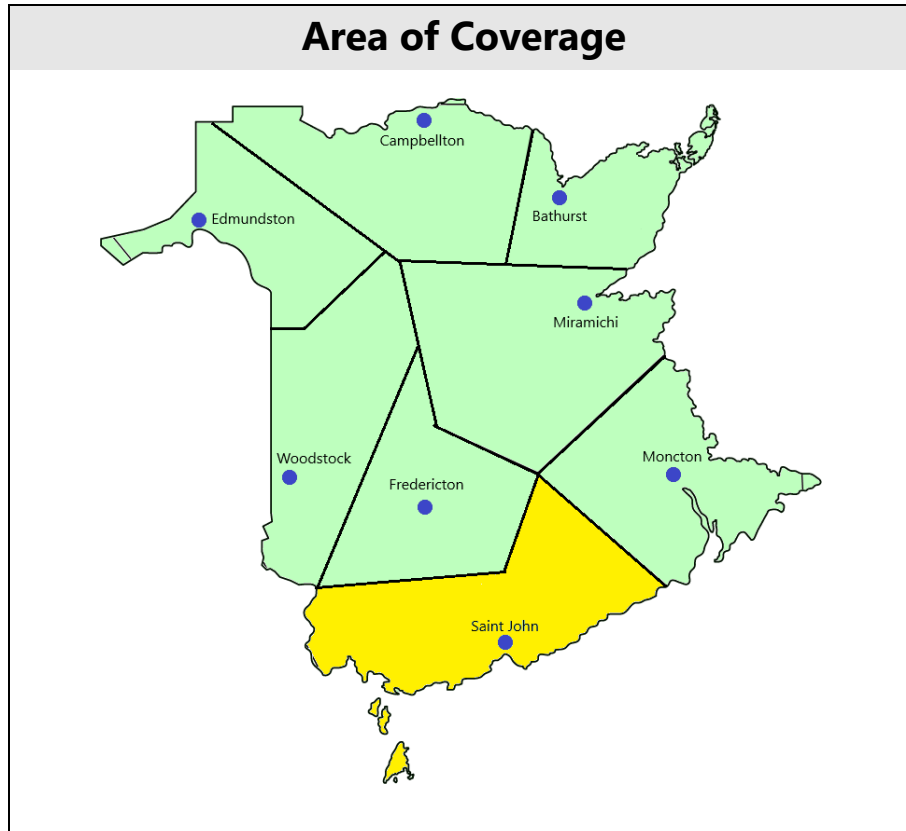 Area of Coverage
Campbellton
Bathurst
Edmundston
Miramichi
Woodstock
Moncton
Fredericton
Saint John